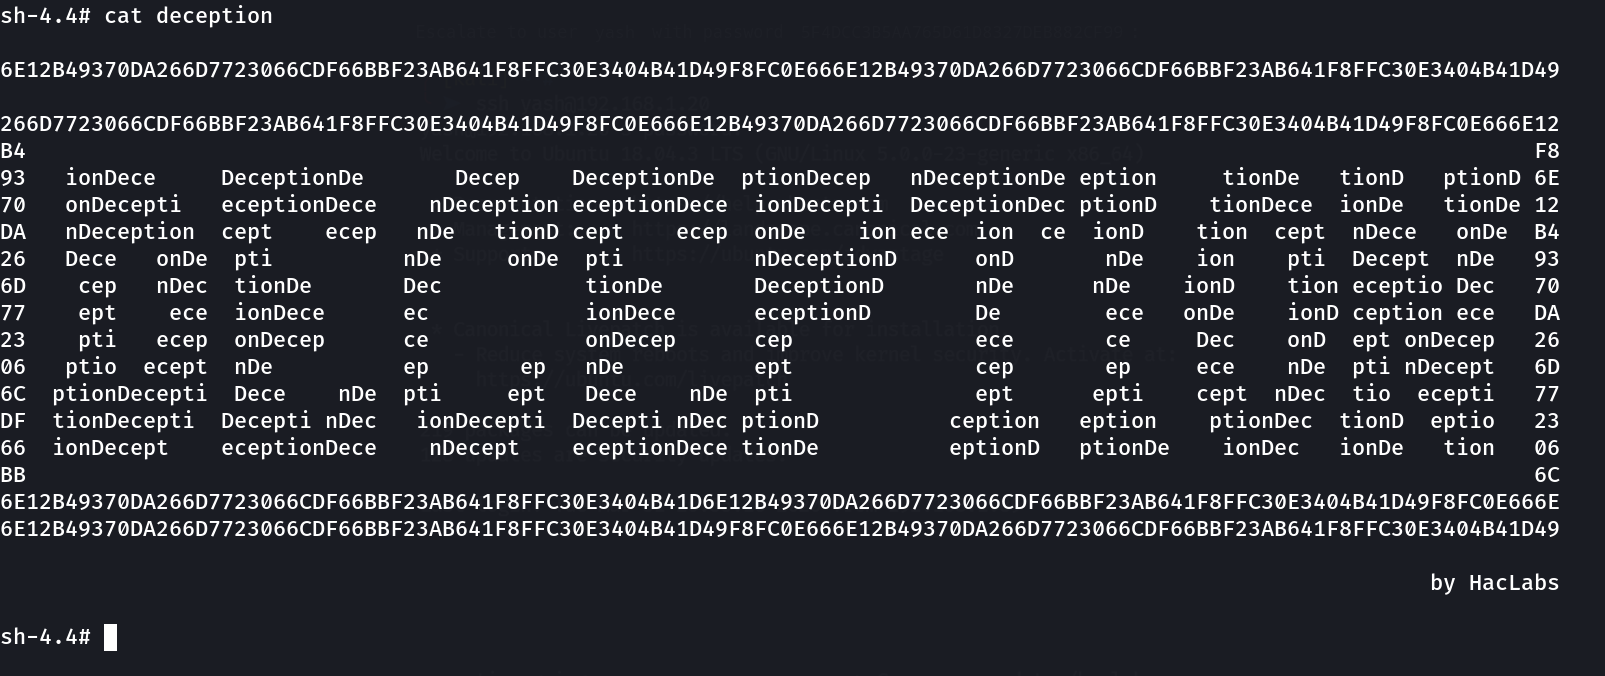 sh-4.4# cat deception
6E12B49370DA266D7723066CDF66BBF23AB641F8FFC30E3404B41D49F8FC0E666E12B49370DA266D7723066CDF66BBF23AB641F8FFC30E3404B41D49
266D7723066CDF66BBF23AB641F8FFC30E3404B41D49F8FC0E666E12B49370DA266D7723066CDF66BBF23AB641F8FFC30E3404B41D49F8FC0E666E12
B4                                                                                                                    F8
93   ionDece     DeceptionDe       Decep    DeceptionDe  ptionDecep   nDeceptionDe eption     tionDe   tionD   ptionD 6E
70   onDecepti   eceptionDece    nDeception eceptionDece  ionDecepti  DeceptionDec ptionD    tionDece  ionDe   tionDe 12
DA   nDeception  cept    ecep   nDe   tionD cept    ecep  onDe    ion ece  ion  ce  ionD    tion  cept  nDece   onDe  B4
26   Dece   onDe  pti          nDe     onDe  pti          nDeceptionD      onD       nDe    ion    pti  Decept  nDe   93
6D    cep   nDec  tionDe       Dec           tionDe       DeceptionD       nDe      nDe    ionD    tion eceptio Dec   70
77    ept    ece  ionDece      ec            ionDece      eceptionD        De        ece   onDe    ionD ception ece   DA
23    pti   ecep  onDecep      ce            onDecep      cep              ece       ce     Dec    onD  ept onDecep   26
06   ptio  ecept  nDe          ep       ep   nDe          ept              cep       ep     ece    nDe  pti nDecept   6D
6C  ptionDecepti  Dece    nDe  pti     ept   Dece    nDe  pti              ept      epti    cept  nDec  tio  ecepti   77
DF  tionDecepti  Decepti nDec   ionDecepti  Decepti nDec ptionD          ception   eption    ptionDec  tionD  eptio   23
66  ionDecept    eceptionDece    nDecept    eceptionDece tionDe          eptionD   ptionDe    ionDec   ionDe   tion   06
BB                                                                                                                    6C
6E12B49370DA266D7723066CDF66BBF23AB641F8FFC30E3404B41D6E12B49370DA266D7723066CDF66BBF23AB641F8FFC30E3404B41D49F8FC0E666E
6E12B49370DA266D7723066CDF66BBF23AB641F8FFC30E3404B41D49F8FC0E666E12B49370DA266D7723066CDF66BBF23AB641F8FFC30E3404B41D49
by HacLabs
sh-4.4#